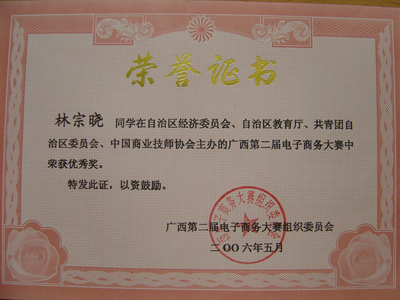 荣誉证书
林宗晓 同学在自治区经济委员会、自治区教育厅、共青团自
治区委员会、中国商业技师协会主办的广西第二届电子商务大赛中
荣获优秀奖。
特发此证，以资鼓励。
广西第二届电子商务大赛组织委员会
二〇〇六年五月